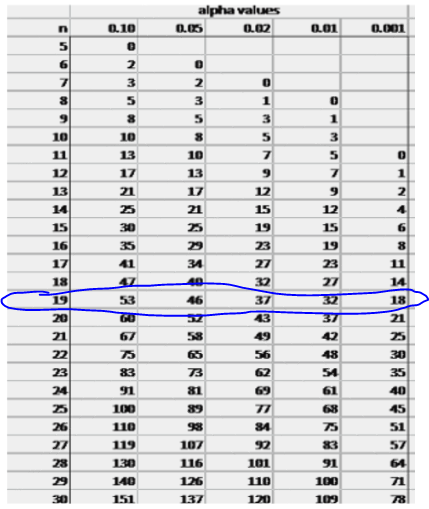 alpha values
n 0.10 0.05 0.02 0.01 0.001
5 0
6 2 0
7 3 2 0
8 5 3 1 0
9 8 5 3 1
10 10 8 5 3
11 13 10 7 5 0
12 17 13 9 7 1
13 21 17 12 9 2
14 25 21 15 12 4
15 30 25 19 15 6
16 35 29 23 19 8
17 41 34 27 23 11
18 47 40 32 27 14
19 53 46 37 32 18
20 60 52 43 37 21
21 67 58 49 42 25
22 75 65 56 48 30
23 83 73 62 54 35
24 91 81 69 61 40
25 100 89 77 68 45
26 110 98 84 75 51
27 119 107 92 83 57
28 130 116 101 91 64
29 140 126 110 100 71
30 151 137 120 109 78